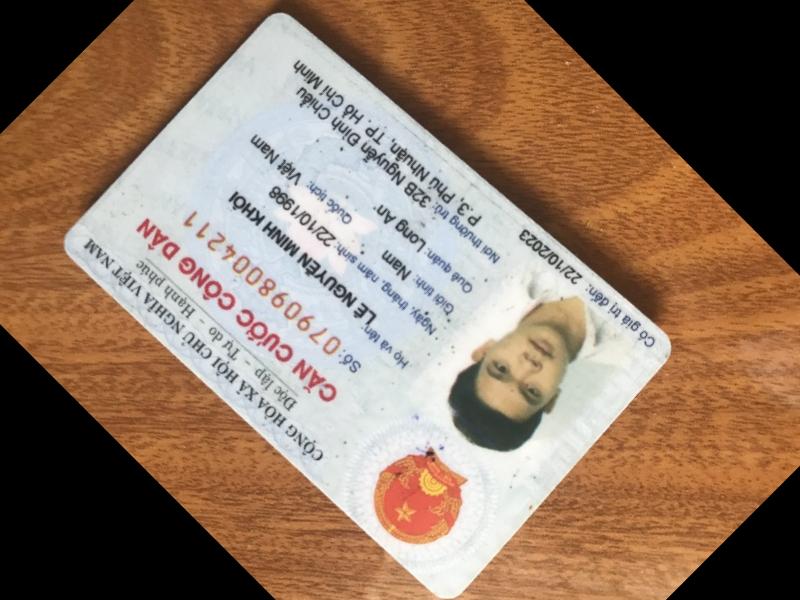 CỘNG HÒA XÃ HỘI CHỦ NGHĨA VIỆT NAM
Độc lập - Tự do - Hạnh phúc
CĂN CƯỚC CÔNG DÂN
Số: 079098004211
Họ và tên:
LÊ NGUYỄN MINH KHÔI
Ngày, tháng, năm sinh: 22/10/1998
Giới tính: Nam Quốc tịch: Việt Nam
Quê quán: Long An
Nơi thường trú: 32B Nguyễn Đình Chiểu
P.3, Phú Nhuận, TP. Hồ Chí Minh
Có giá trị đến: 22/10/2023